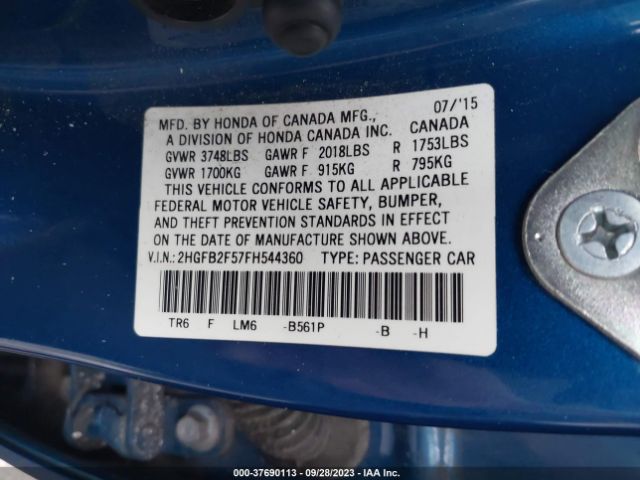 07/'15
MFD. BY HONDA OF CANADA MFG., CANADA
A DIVISION OF HONDA CANADA INC.
GVWR 3748LBS GAWR F 2018LBS R 1753LBS
GVWR 1700KG GAWR F 915KG R 795KG
THIS VEHICLE CONFORMS TO ALL APPLICABLE
FEDERAL MOTOR VEHICLE SAFETY, BUMPER,
AND THEFT PREVENTION STANDARDS IN EFFECT
ON THE DATE OF MANUFACTURE SHOWN ABOVE.
V.I.N.: 2HGFB2F57FH544360 TYPE: PASSENGER CAR
TR6 F LM6 -B561P -B -H
000-37690113 - 09/28/2023 - IAA Inc.